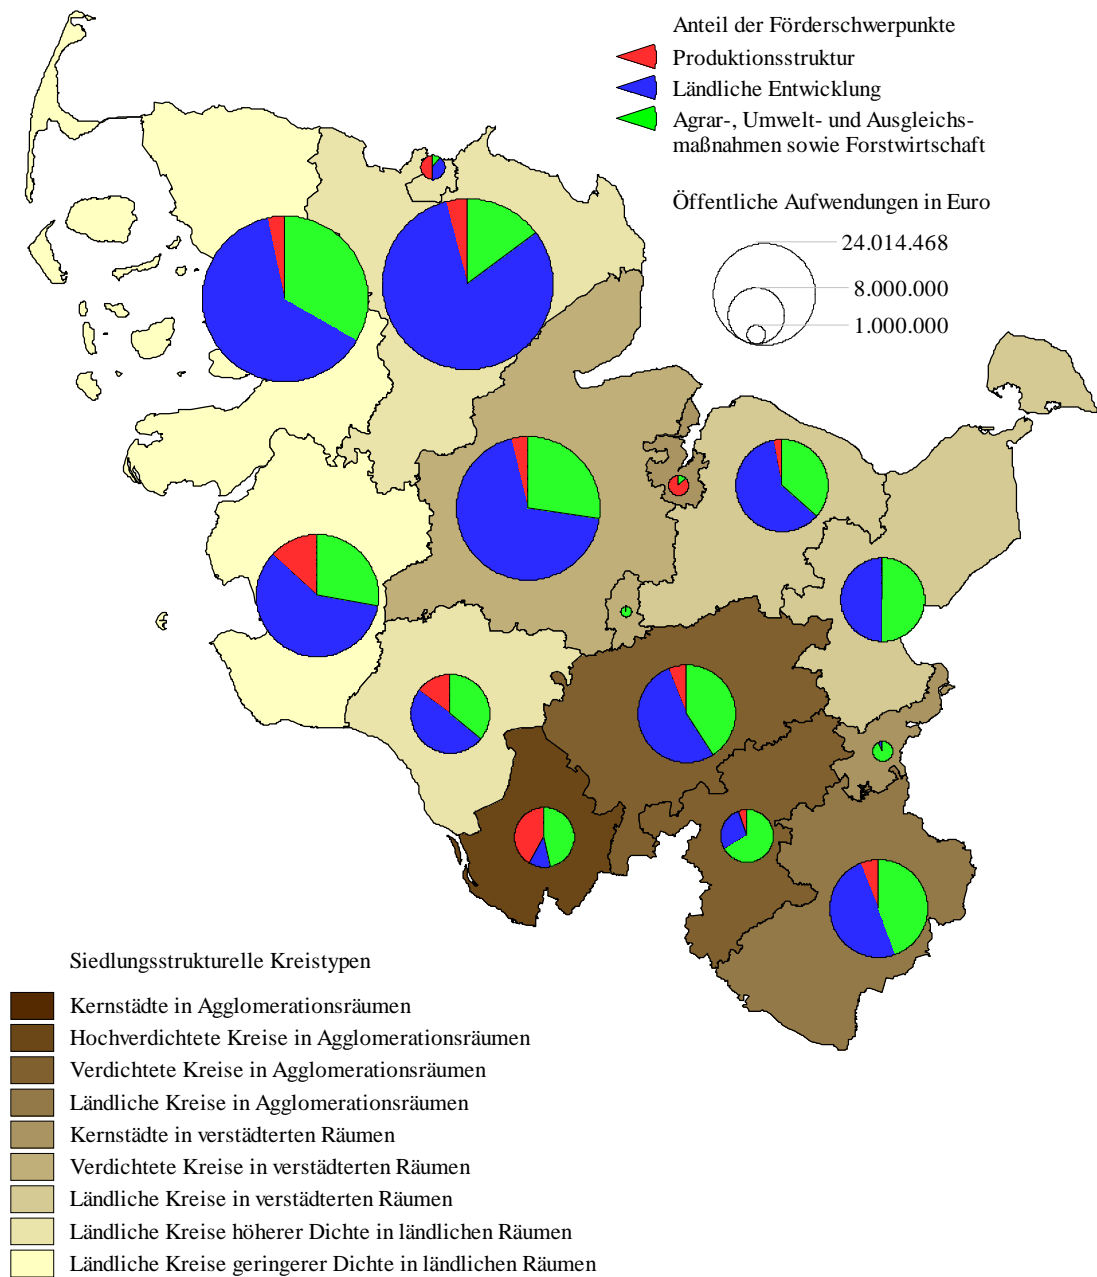 Anteil der Förderschwerpunkte
Produktionsstruktur
Ländliche Entwicklung
Agrar-, Umwelt- und Ausgleichs-
maßnahmen sowie Forstwirtschaft
Öffentliche Aufwendungen in Euro
24.014.468
8.000.000
1.000.000
Siedlungsstrukturelle Kreistypen
Kernstädte in Agglomerationsräumen
Hochverdichtete Kreise in Agglomerationsräumen
Verdichtete Kreise in Agglomerationsräumen
Ländliche Kreise in Agglomerationsräumen
Kernstädte in verstädterten Räumen
Verdichtete Kreise in verstädterten Räumen
Ländliche Kreise in verstädterten Räumen
Ländliche Kreise höherer Dichte in ländlichen Räumen
Ländliche Kreise geringerer Dichte in ländlichen Räumen